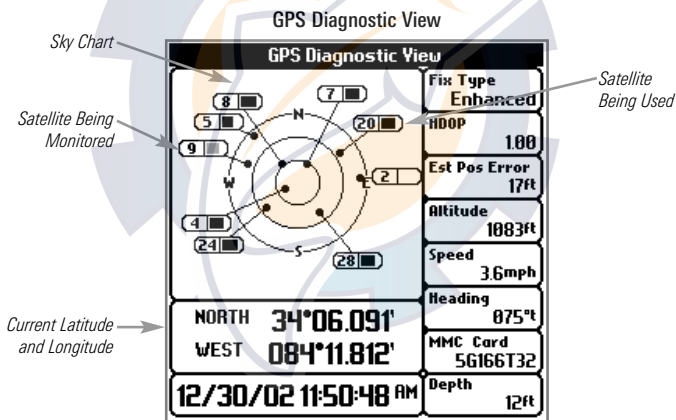 GPS Diagnostic View
Sky Chart
GPS Diagnostic View
Satellite Being
Monitored
Satellite
Being Used
8
7
5
20
9
2
4
24
28
N
W
E
S
Fix Type
Enhanced
HDOP
1.00
Est Pos Error
17ft
Altitude
1083ft
Speed
3.6mph
Heading
075°t
MMC Card
5G166T32
Depth
12ft
Current Latitude
and Longitude
NORTH 34°06.091'
WEST 084°11.812'
12/30/02 11:50:48 AM